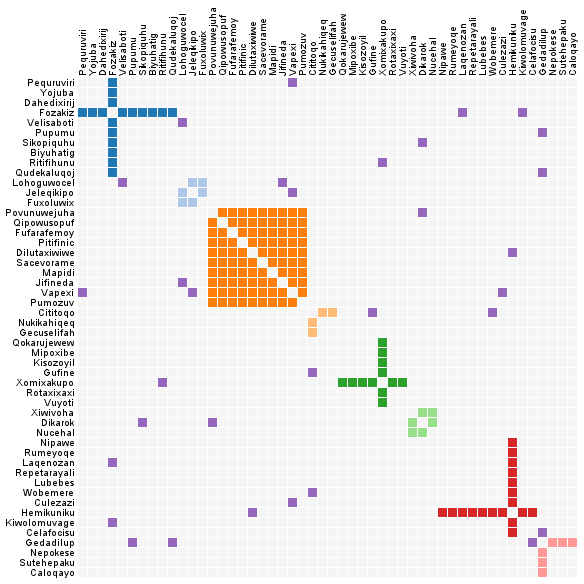 Pequruviri
Yojuba
Dahedixirij
Fozakiz
Velisaboti
Pupumu
Sikopiquhu
Biyuhatig
Ritifihunu
Qudekaluqoj
Lohoguwocel
Jeleqikipo
Fuxoluwix
Povunuwejuha
Qipowusopuf
Fufarafemoy
Pitifinic
Dilutaxiwiwe
Sacevorame
Mapidi
Jifineda
Vapexi
Pumozuv
Cititoqo
Nukikahiqeq
Gecuselifah
Qokarujewew
Mipoxibe
Kisozoyil
Gufine
Xomixakupo
Rotaxixaxi
Vuyoti
Xiwivoha
Dikarok
Nucehal
Nipawe
Rumeyoqe
Laqenozan
Repetarayali
Lubebes
Wobemere
Culezazi
Hemikuniku
Kiwolomuvage
Celafocisu
Gedadilup
Nepokese
Sutehepaku
Caloqayo
Pequruviri
Yojuba
Dahedixirij
Fozakiz
Velisaboti
Pupumu
Sikopiquhu
Biyuhatig
Ritifihunu
Qudekaluqoj
Lohoguwocel
Jeleqikipo
Fuxoluwix
Povunuwejuha
Qipowusopuf
Fufarafemoy
Pitifinic
Dilutaxiwiwe
Sacevorame
Mapidi
Jifineda
Vapexi
Pumozuv
Cititoqo
Nukikahiqeq
Gecuselifah
Qokarujewew
Mipoxibe
Kisozoyil
Gufine
Xomixakupo
Rotaxixaxi
Vuyoti
Xiwivoha
Dikarok
Nucehal
Nipawe
Rumeyoqe
Laqenozan
Repetarayali
Lubebes
Wobemere
Culezazi
Hemikuniku
Kiwolomuvage
Celafocisu
Gedadilup
Nepokese
Sutehepaku
Caloqayo